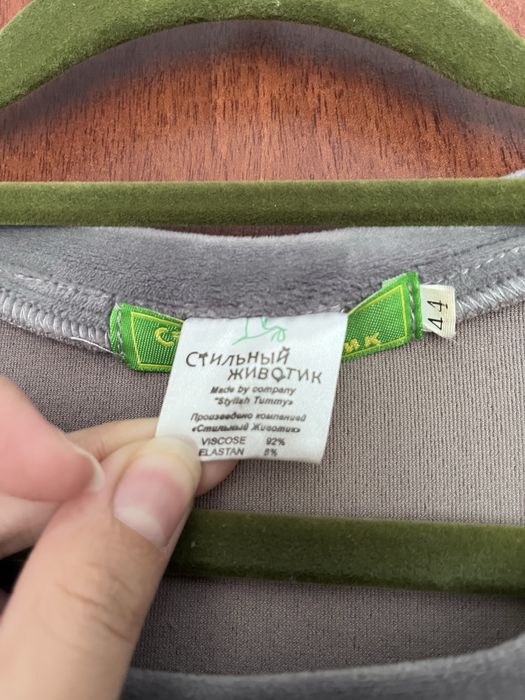 44
Стильный
животик
Made by company
"Stylish Tummy»
Произведено компанией
«Стильный Животик»
VISCOSE 92%
ELASTAN 8%